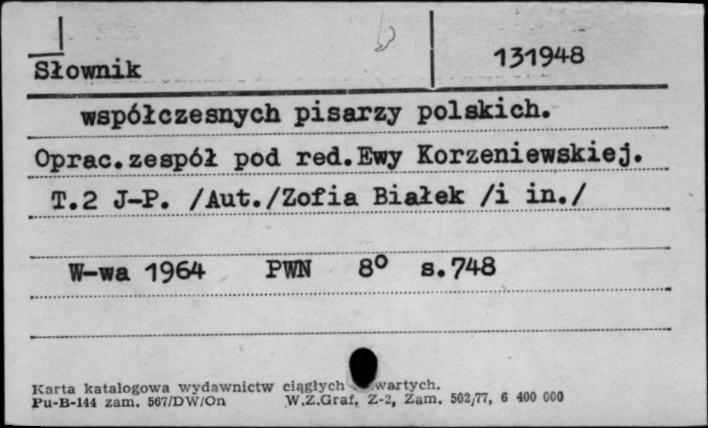 131948
Słownik
współczesnych pisarzy polskich.
Oprac.zespół pod red.Ewy Korzeniewskiej.
T.2 J-P. /Aut./Zofia Białek /i in./
W-wa 1964 PWN 8° s.748
Karta katalogowa wydawnictw ciągłych wartych.
Pu-B-144 zam. 567/DW/On W.Z.Graf. Z-2, Zam. 502/77, 6 400 000